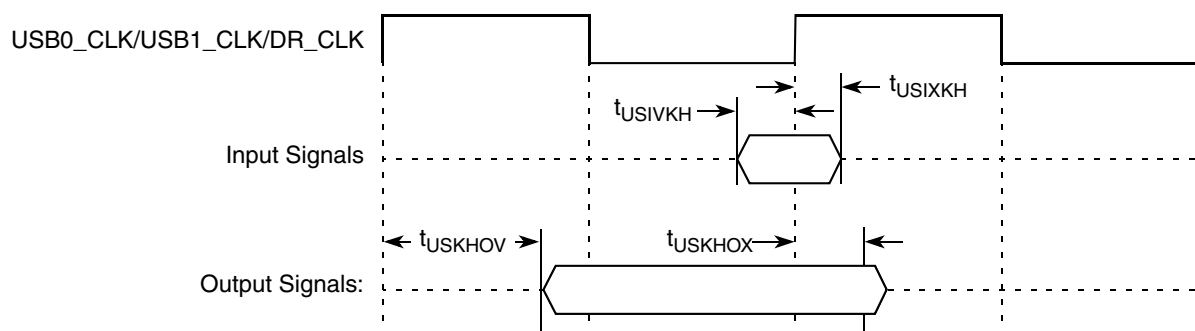 USB0_CLK/USB1_CLK/DR_CLK
tUSIXKH
tUSIVKH
Input Signals
tUSKHOV
tUSKHOX
Output Signals: